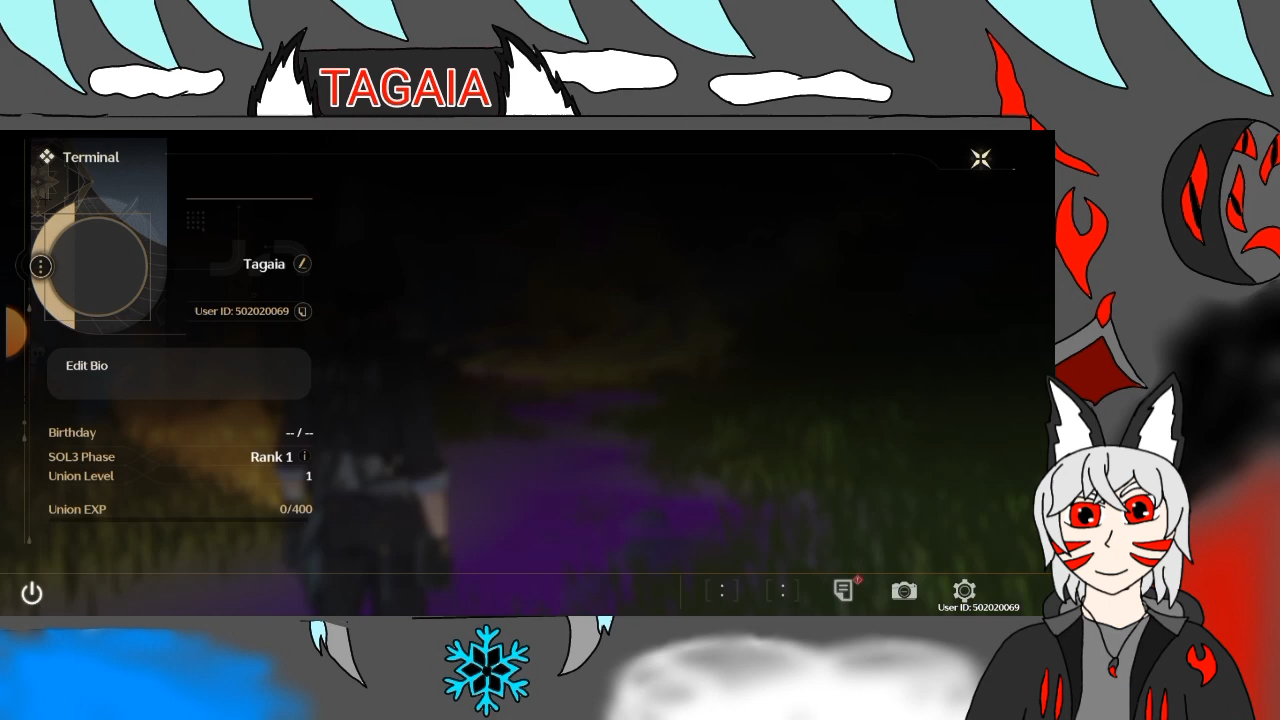 TAGAIA
Terminal
Tagaia
User ID: 502020069
Edit Bio
Birthday -- / --
SOL3 Phase Rank 1
Union Level 1
Union EXP 0/400
User ID: 502020069